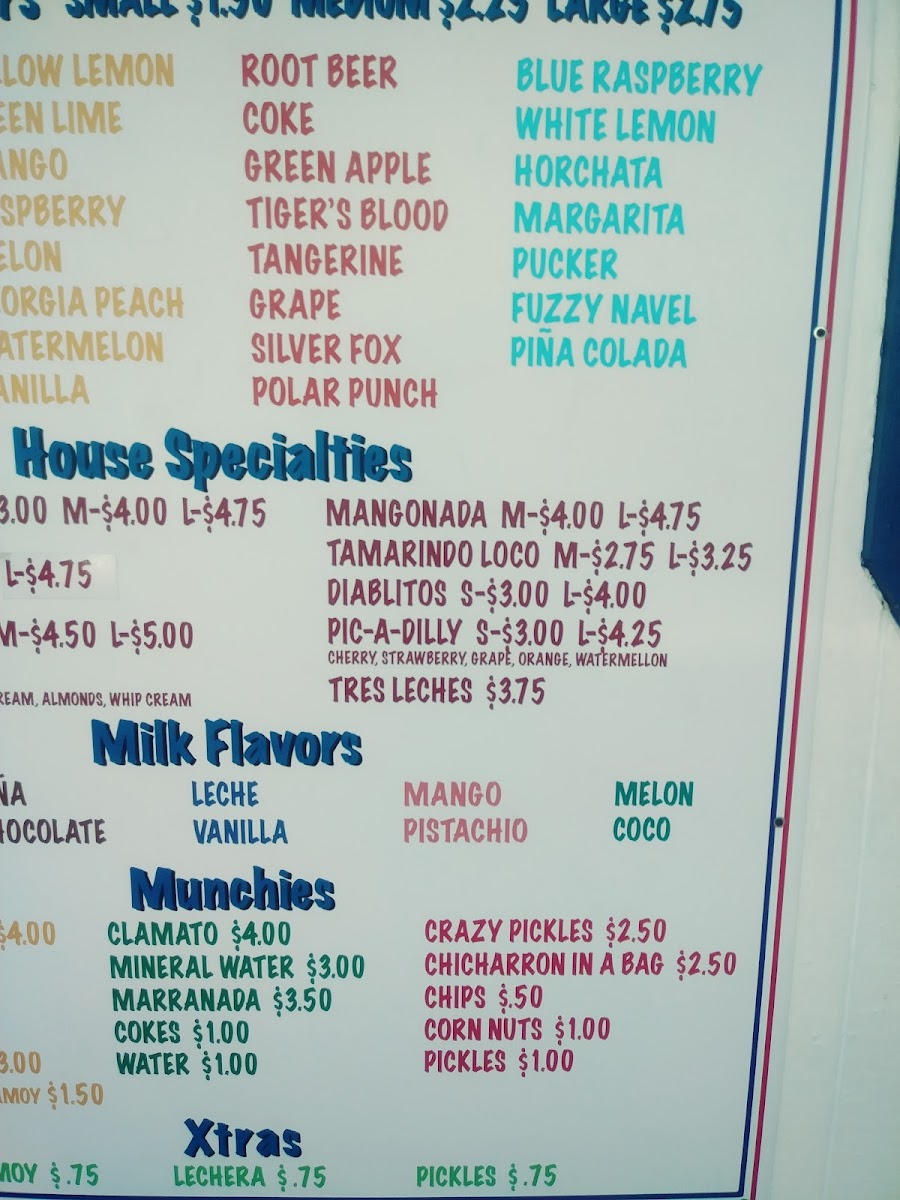 SMALL $1.50 MEDIUM $2.25 LARGE $2.75
LEMON ROOT BEER BLUE RASPBERRY
LIME COKE WHITE LEMON
GREEN APPLE HORCHATA
TIGER'S BLOOD MARGARITA
TANGERINE PUCKER
PEACH GRAPE FUZZY NAVEL
SILVER FOX PIÑA COLADA
POLAR PUNCH
House Specialties
3.00 M-$4.00 L-$4.75 MANGONADA M-$4.00 L-$4.75
TAMARINDO LOCO M-$2.75 L-$3.25
L-$4.75 DIABLITOS S-$3.00 L-$4.00
M-$4.50 L-$5.00 PIC-A-DILLY S-$3.00 L-$4.25
CHERRY, STRAWBERRY, GRAPE, ORANGE, WATERMELLON
ALMONDS, WHIP CREAM TRES LECHES $3.75
Milk Flavors
LECHE MANGO MELON
VANILLA PISTACHIO COCO
Munchies
$4.00 CLAMATO $4.00 CRAZY PICKLES $2.50
MINERAL WATER $3.00 CHICHARRON IN A BAG $2.50
MARRANADA $3.50 CHIPS $.50
COKES $1.00 CORN NUTS $1.00
3.00 WATER $1.00 PICKLES $1.00
$1.50
Xtras
$.75 LECHERA $.75 PICKLES $.75